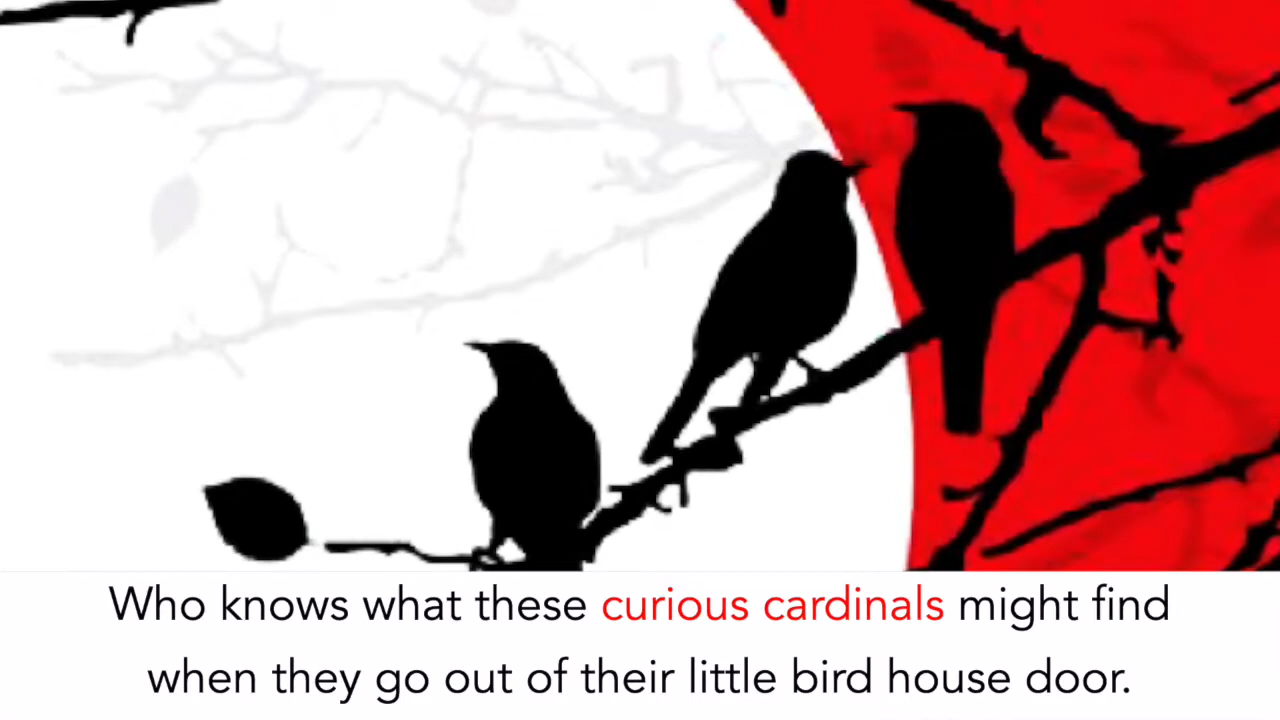 Who knows what these curious cardinals might find
when they go out of their little bird house door.